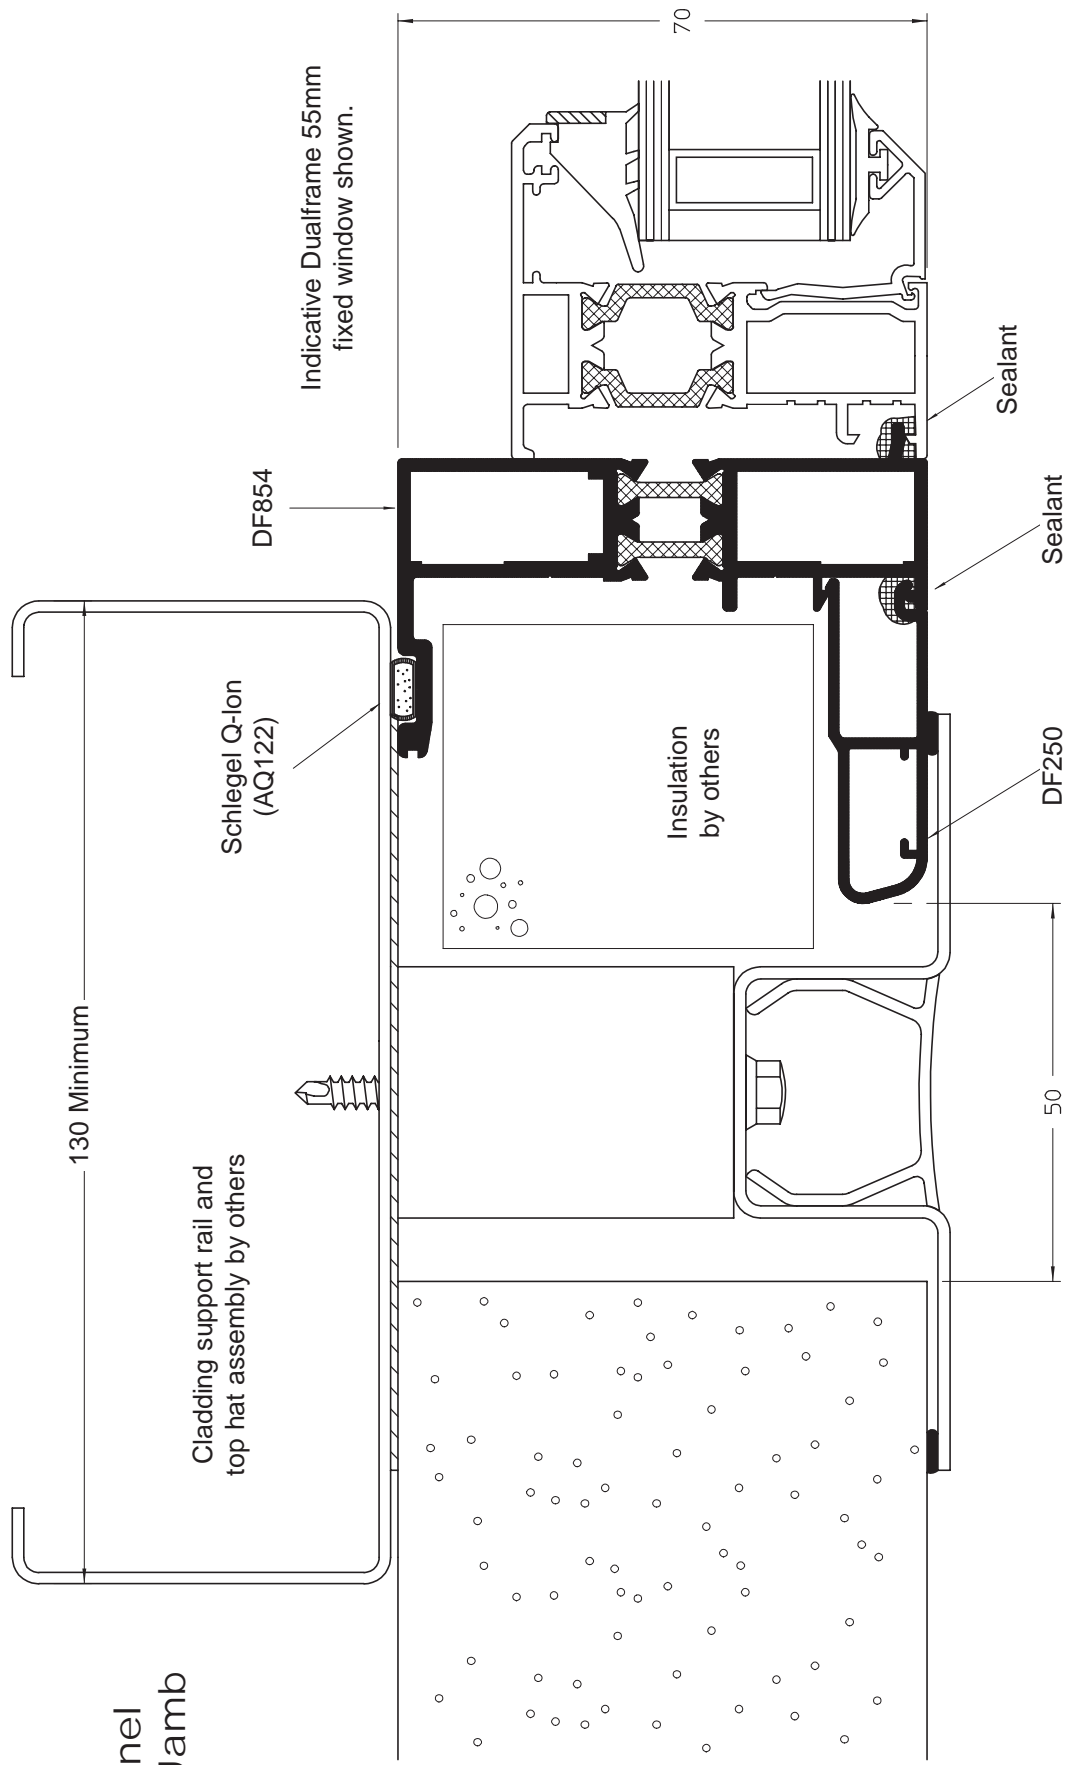 nel
Jamb
130 Minimum
Cladding support rail and
top hat assembly by others
Schlegel Q-lon
(AQ122)
DF854
Indicative Dualframe 55mm
fixed window shown.
70
Insulation
by others
50
DF250
Sealant
Sealant